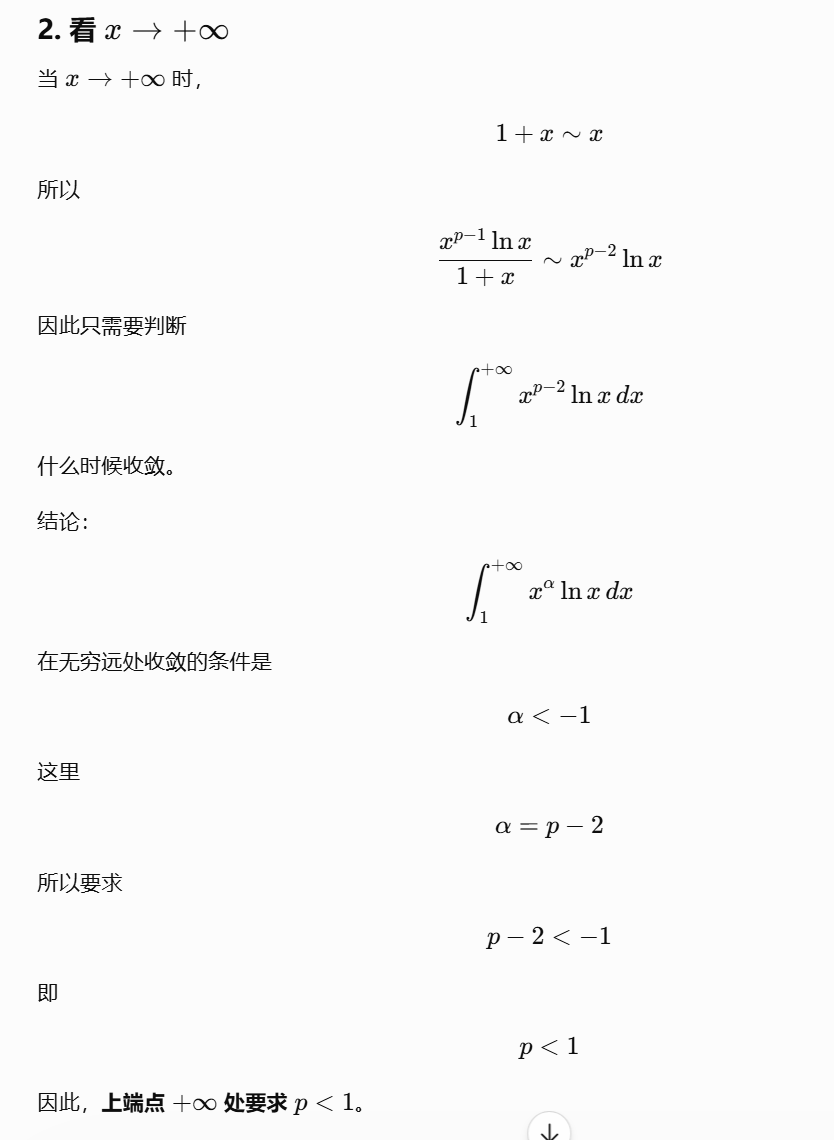 2. 看 x → +∞
当 x → +∞ 时,
1 + x ∼ x
所以
\frac{x^{p-1} \ln x}{1 + x} ∼ x^{p-2} \ln x
因此只需要判断
\int_1^{+∞} x^{p-2} \ln x \, dx
什么时候收敛。
结论:
\int_1^{+∞} x^α \ln x \, dx
在无穷远处收敛的条件是
α < −1
这里
α = p − 2
所以要求
p − 2 < −1
即
p < 1
因此，上端点 +∞ 处要求 p < 1。